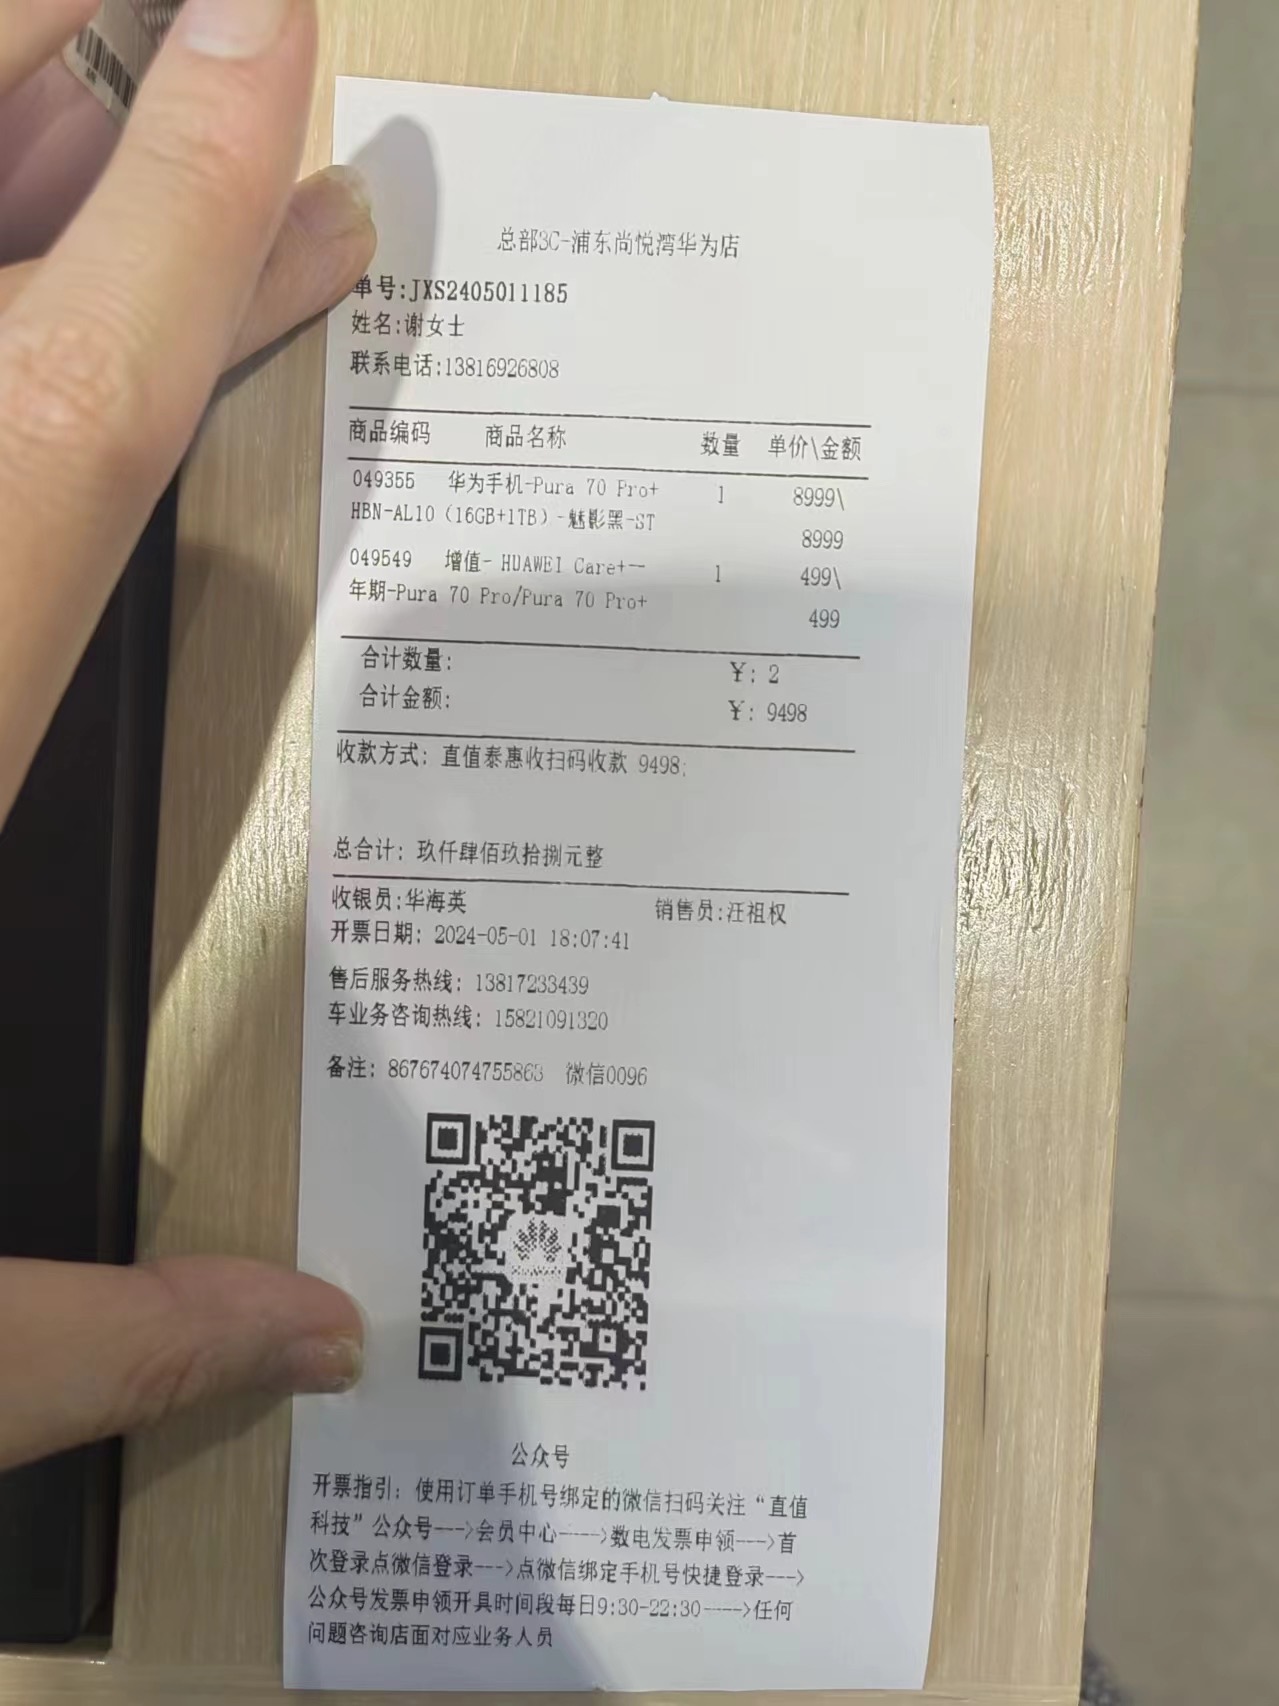 总部3C-浦东尚悦湾华为店
单号:JXS2405011185
姓名:谢女士
联系电话:13816926808
商品编码 商品名称 数量 单价\金额
049355 华为手机-Pura 70 Pro+ 1 8999\
HBN-AL10（16GB+1TB）-魅影黑-ST 8999
049549 增值- HUAWEI Care+一 1 499\
年期-Pura 70 Pro/Pura 70 Pro+ 499
合计数量: ¥: 2
合计金额: ¥: 9498
收款方式: 直值泰惠收扫码收款 9498;
总合计: 玖仟肆佰玖拾捌元整
收银员:华海英 销售员:汪祖权
开票日期: 2024-05-01 18:07:41
售后服务热线: 13817233439
车业务咨询热线: 15821091320
备注: 867674074755863 微信0096
公众号
开票指引: 使用订单手机号绑定的微信扫码关注“直值
科技”公众号--->会员中心---->数电发票申领--->首
次登录点微信登录--->点微信绑定手机号快捷登录--->
公众号发票申领开具时间段每日9:30-22:30---->任何
问题咨询店面对应业务人员